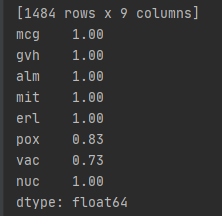 [1484 rows x 9 columns]
mcg    1.00
gvh    1.00
alm    1.00
mit    1.00
erl    1.00
pox    0.83
vac    0.73
nuc    1.00
dtype: float64